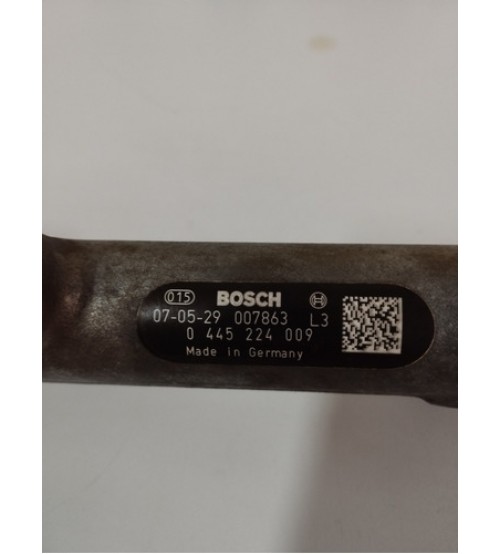 015 BOSCH
07-05-29 007863 L3
0 445 224 009
Made in Germany